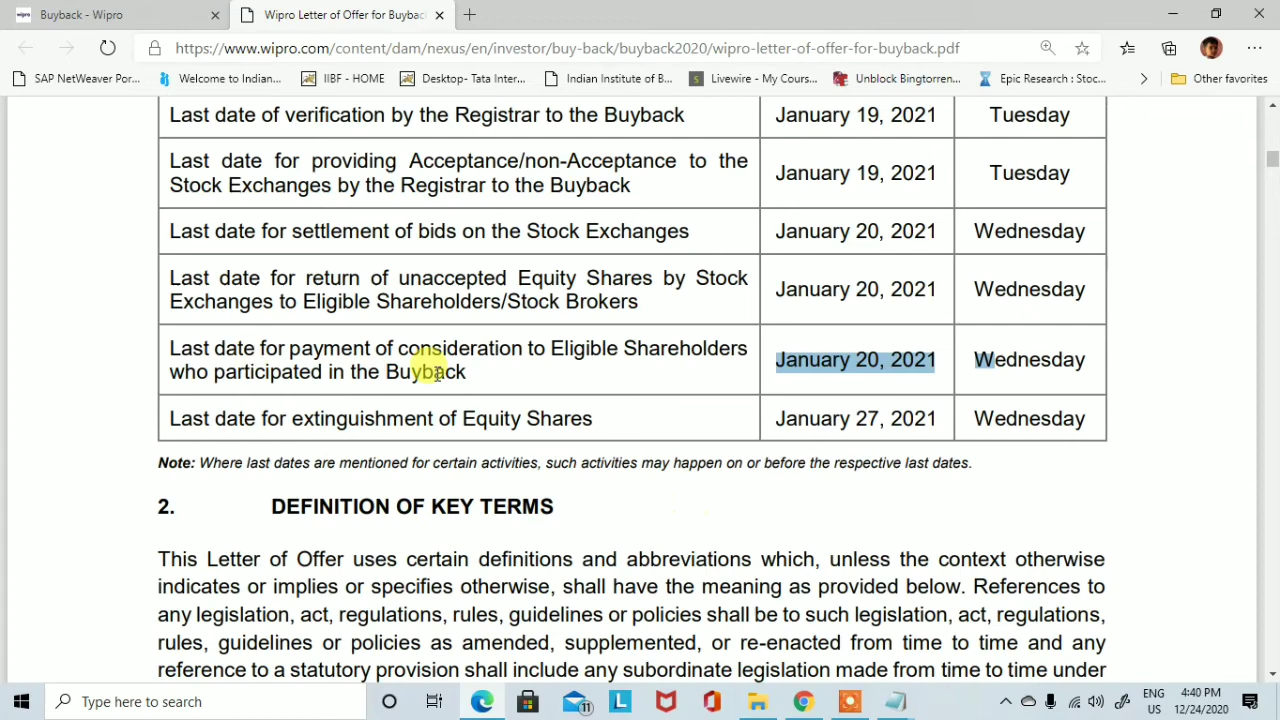 wipro Buyback - Wipro
Wipro Letter of Offer for Buybac
https://www.wipro.com/content/dam/nexus/en/investor/buy-back/buyback2020/wipro-letter-of-offer-for-buyback.pdf
SAP NetWeaver Por... Welcome to Indian... IIBF - HOME Desktop- Tata Inter... Indian Institute of B... Livewire - My Cours... Unblock Bingtorren... Epic Research : Stoc... Other favorites
Last date of verification by the Registrar to the Buyback January 19, 2021 Tuesday
Last date for providing Acceptance/non-Acceptance to the
Stock Exchanges by the Registrar to the Buyback January 19, 2021 Tuesday
Last date for settlement of bids on the Stock Exchanges January 20, 2021 Wednesday
Last date for return of unaccepted Equity Shares by Stock
Exchanges to Eligible Shareholders/Stock Brokers January 20, 2021 Wednesday
Last date for payment of consideration to Eligible Shareholders
who participated in the Buyback January 20, 2021 Wednesday
Last date for extinguishment of Equity Shares January 27, 2021 Wednesday
Note: Where last dates are mentioned for certain activities, such activities may happen on or before the respective last dates.
2. DEFINITION OF KEY TERMS
This Letter of Offer uses certain definitions and abbreviations which, unless the context otherwise
indicates or implies or specifies otherwise, shall have the meaning as provided below. References to
any legislation, act, regulations, rules, guidelines or policies shall be to such legislation, act, regulations,
rules, guidelines or policies as amended, supplemented, or re-enacted from time to time and any
reference to a statutory provision shall include any subordinate legislation made from time to time under
Type here to search
11
L
ENG
US
4:40 PM
12/24/2020